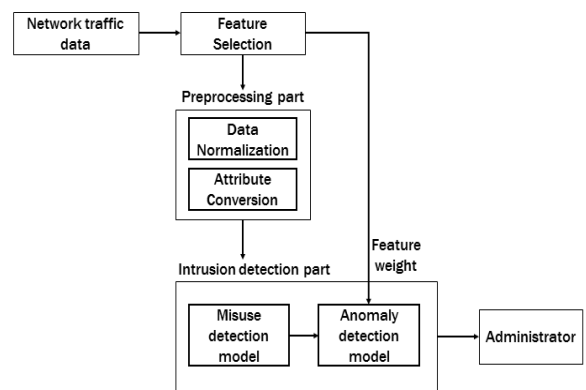 Network traffic
data
Feature
Selection
Preprocessing part
Data
Normalization
Attribute
Conversion
Feature
weight
Intrusion detection part
Misuse
detection
model
Anomaly
detection
model
Administrator